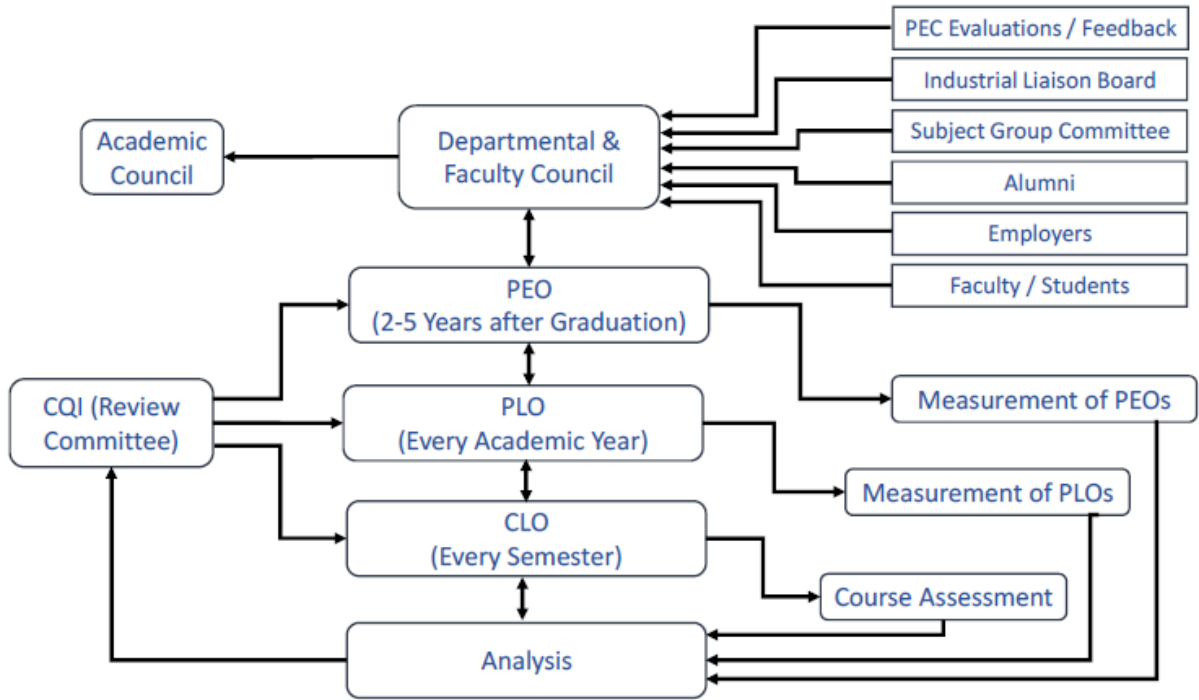 PEC Evaluations / Feedback
Industrial Liaison Board
Subject Group Committee
Alumni
Employers
Faculty / Students
Departmental &
Faculty Council
Academic
Council
PEO
(2-5 Years after Graduation)
CQI (Review
Committee)
PLO
(Every Academic Year)
Measurement of PEOs
Measurement of PLOs
CLO
(Every Semester)
Course Assessment
Analysis